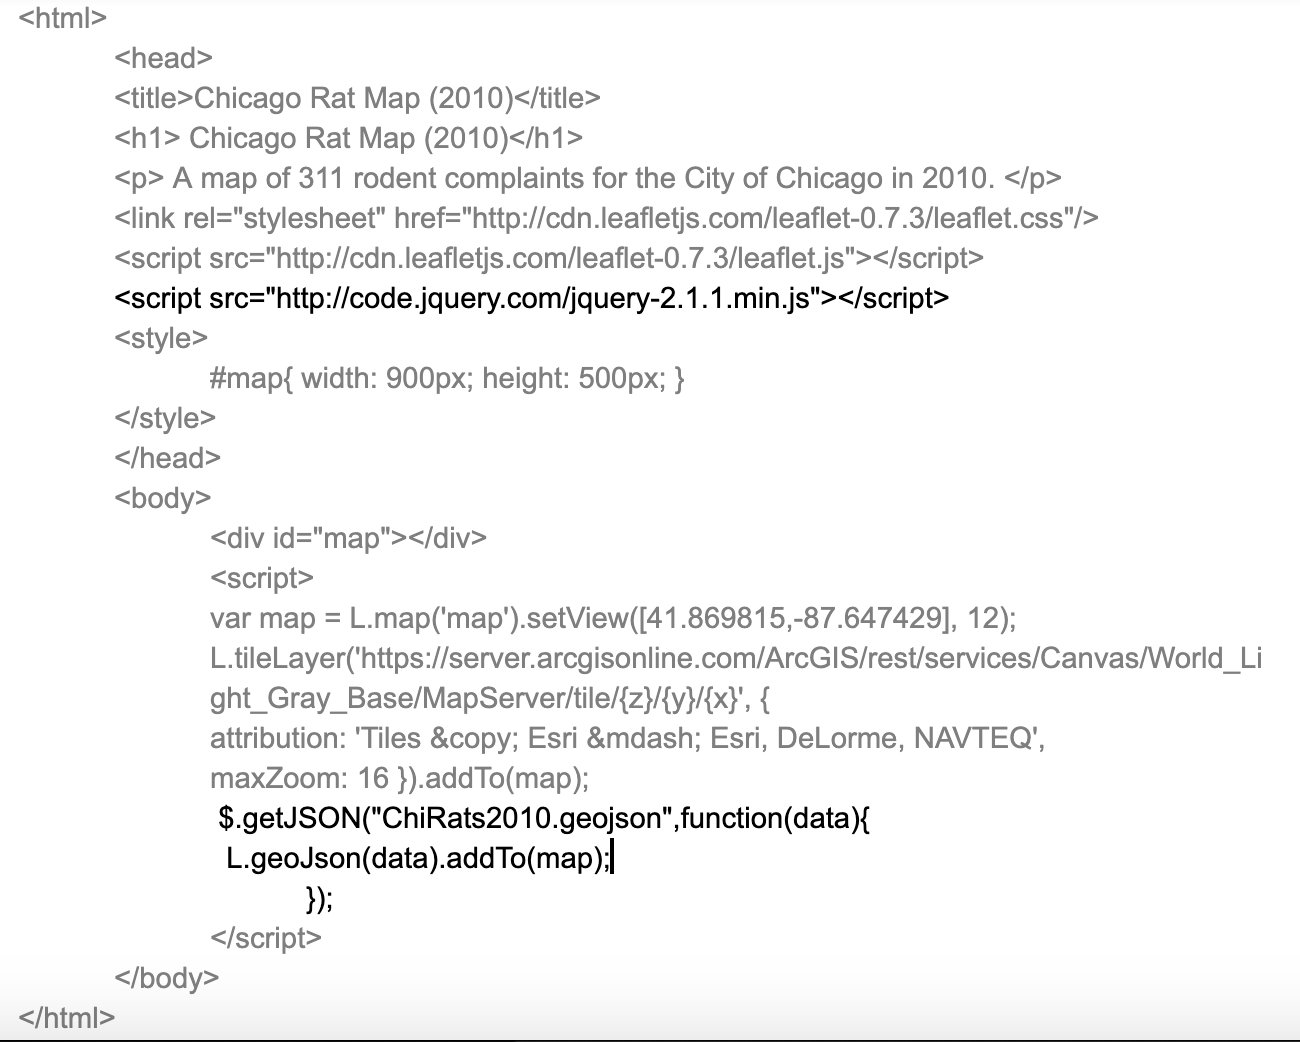 <html>
<head>
<title>Chicago Rat Map (2010)</title>
<h1> Chicago Rat Map (2010)</h1>
<p> A map of 311 rodent complaints for the City of Chicago in 2010. </p>
<link rel="stylesheet" href="http://cdn.leafletjs.com/leaflet-0.7.3/leaflet.css"/>
<script src="http://cdn.leafletjs.com/leaflet-0.7.3/leaflet.js"></script>
<script src="http://code.jquery.com/jquery-2.1.1.min.js"></script>
<style>
#map{ width: 900px; height: 500px; }
</style>
</head>
<body>
<div id="map"></div>
<script>
var map = L.map('map').setView([41.869815,-87.647429], 12);
L.tileLayer('https://server.arcgisonline.com/ArcGIS/rest/services/Canvas/World_Li
ght_Gray_Base/MapServer/tile/{z}/{y}/{x}', {
attribution: 'Tiles &copy; Esri &mdash; Esri, DeLorme, NAVTEQ',
maxZoom: 16 }).addTo(map);
$.getJSON("ChiRats2010.geojson",function(data){
L.geoJson(data).addTo(map);
});
</script>
</body>
</html>